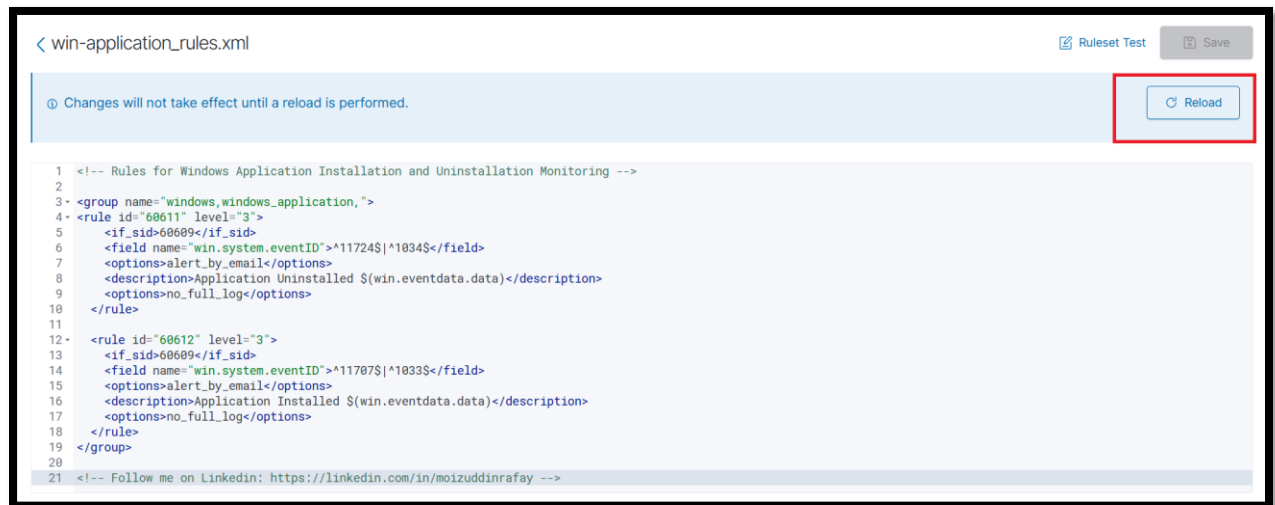 win-application_rules.xml
Ruleset Test
Save
Changes will not take effect until a reload is performed.
Reload
1 <!-- Rules for Windows Application Installation and Uninstallation Monitoring -->
2
3 <group name="windows,windows_application,">
4 <rule id="60611" level="3">
5 <if_sid>60609</if_sid>
6 <field name="win.system.eventID">^11724$|^1034$</field>
7 <options>alert_by_email</options>
8 <description>Application Uninstalled $(win.eventdata.data)</description>
9 <options>no_full_log</options>
10 </rule>
11
12 <rule id="60612" level="3">
13 <if_sid>60609</if_sid>
14 <field name="win.system.eventID">^11707$|^1033$</field>
15 <options>alert_by_email</options>
16 <description>Application Installed $(win.eventdata.data)</description>
17 <options>no_full_log</options>
18 </rule>
19 </group>
20
21 <!-- Follow me on Linkedin: https://linkedin.com/in/moizuddinrafay -->